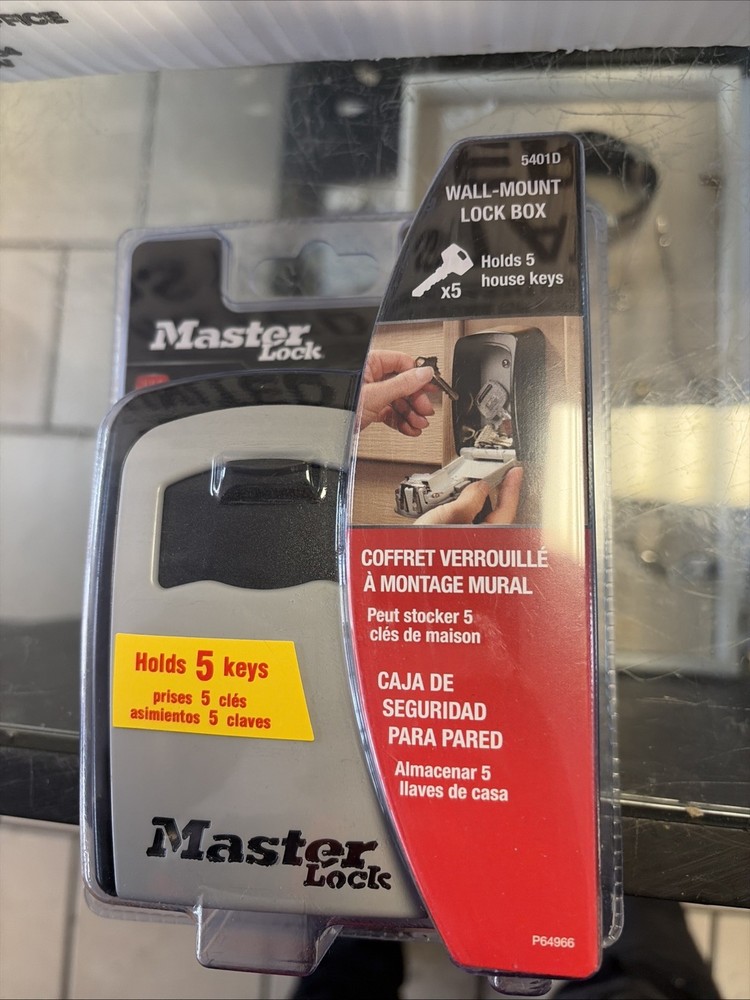 5401D
WALL-MOUNT
LOCK BOX
Holds 5
house keys
x5
Master
Lock
COFFRET VERROUILLÉ
À MONTAGE MURAL
Peut stocker 5
clés de maison
CAJA DE
SEGURIDAD
PARA PARED
Almacenar 5
llaves de casa
Holds 5 keys
prises 5 clés
asimientos 5 claves
Master
Lock
P64966